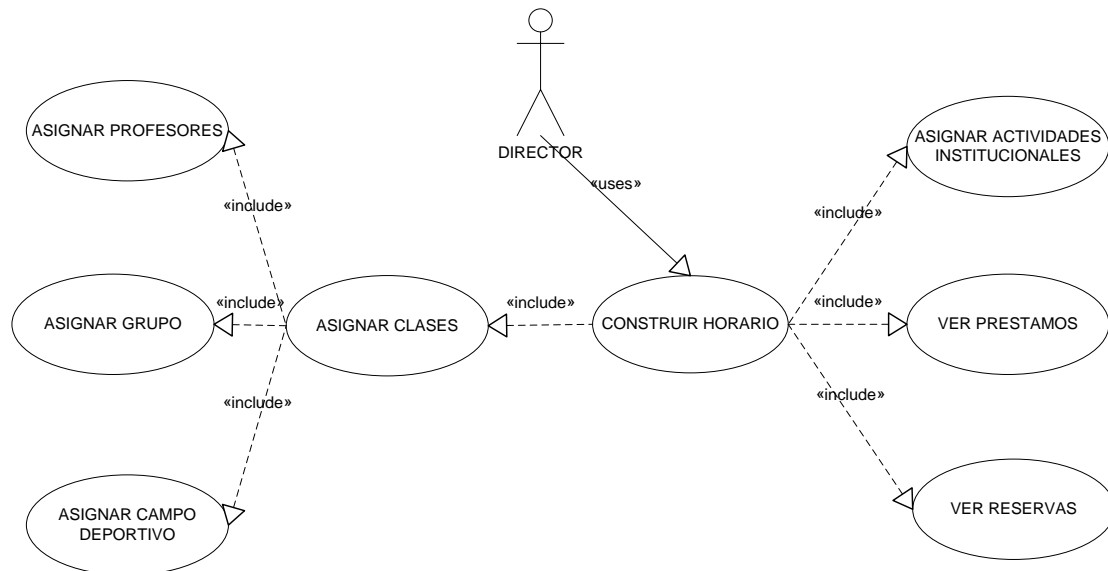 DIRECTOR
«uses»
ASIGNAR PROFESORES
«include»
ASIGNAR GRUPO
«include»
ASIGNAR CAMPO
DEPORTIVO
«include»
ASIGNAR CLASES
«include»
CONSTRUIR HORARIO
«include»
ASIGNAR ACTIVIDADES
INSTITUCIONALES
«include»
VER PRESTAMOS
«include»
VER RESERVAS